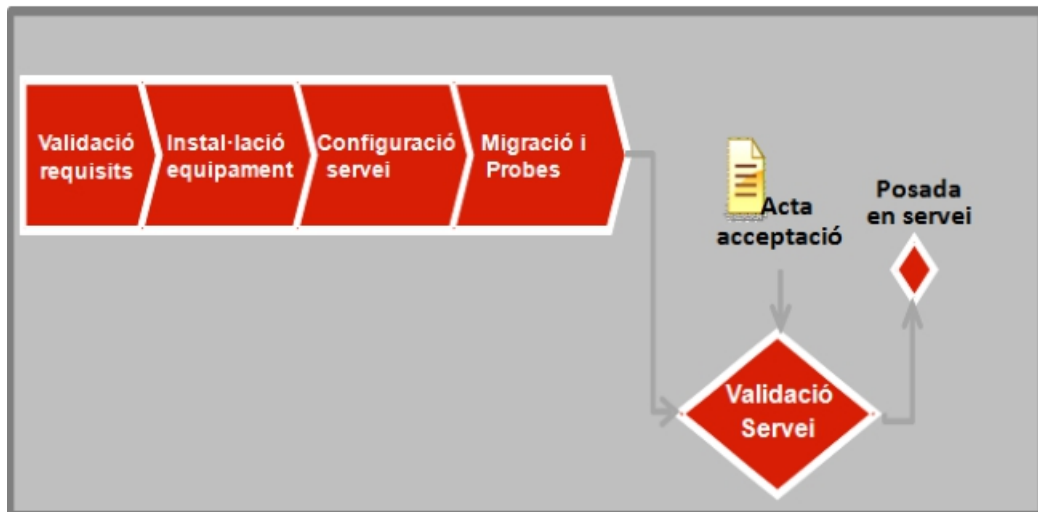 Validació
requisits
Instal·lació
equipament
Configuració
servei
Migració i
Probes
Acta
acceptació
Posada
en servei
Validació
Servei